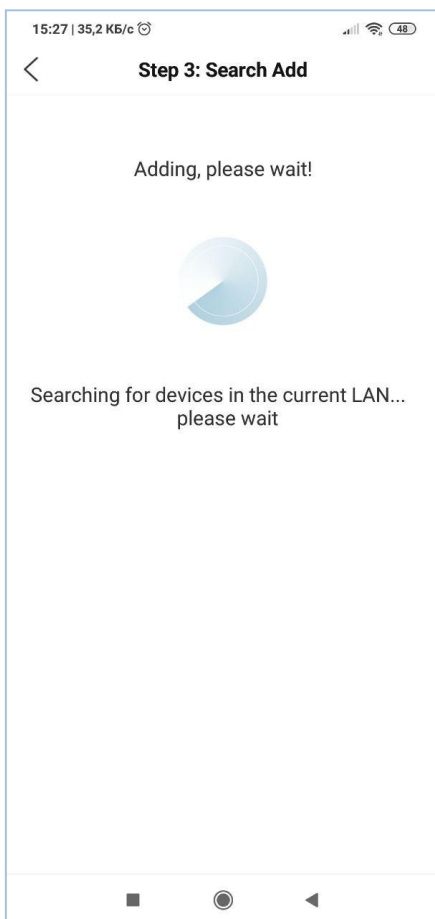 15:27 | 35,2 КБ/с
48
Step 3: Search Add
Adding, please wait!
Searching for devices in the current LAN...
please wait